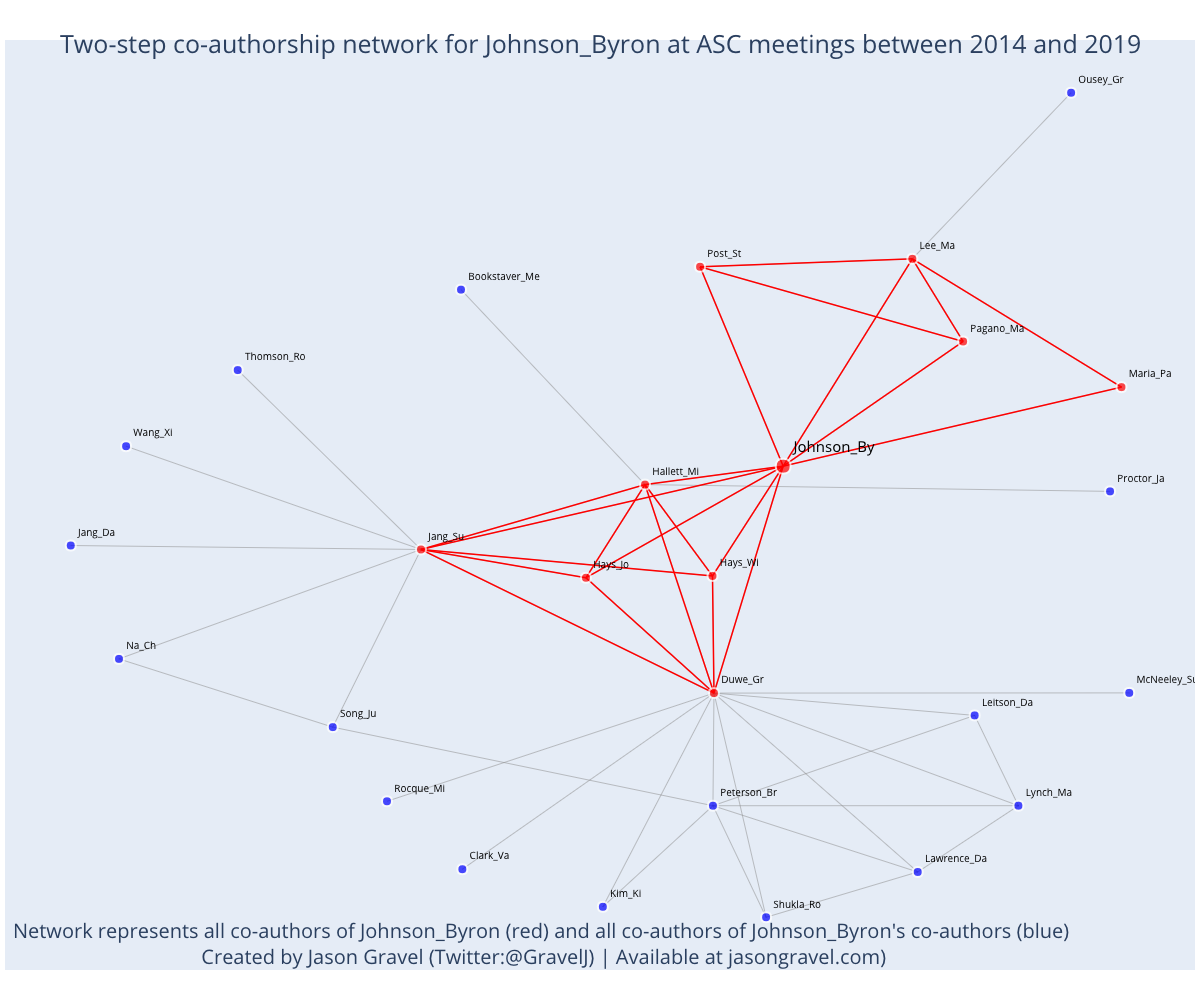 Two-step co-authorship network for Johnson_Byron at ASC meetings between 2014 and 2019
Ousey_Gr
Lee_Ma
Post_St
Bookstaver_Me
Pagano_Ma
Thomson_Ro
Maria_Pa
Wang_Xi
Johnson_By
Hallett_Mi
Proctor_Ja
Jang_Da
Jang_Su
Hays_Jo
Hays_Wi
Na_Ch
Duwe_Gr
McNeeley_Su
Leitson_Da
Song_Ju
Rocque_Mi
Peterson_Br
Lynch_Ma
Clark_Va
Lawrence_Da
Kim_Ki
Shukla_Ro
Network represents all co-authors of Johnson_Byron (red) and all co-authors of Johnson_Byron's co-authors (blue)
Created by Jason Gravel (Twitter:@GravelJ) | Available at jasongravel.com)